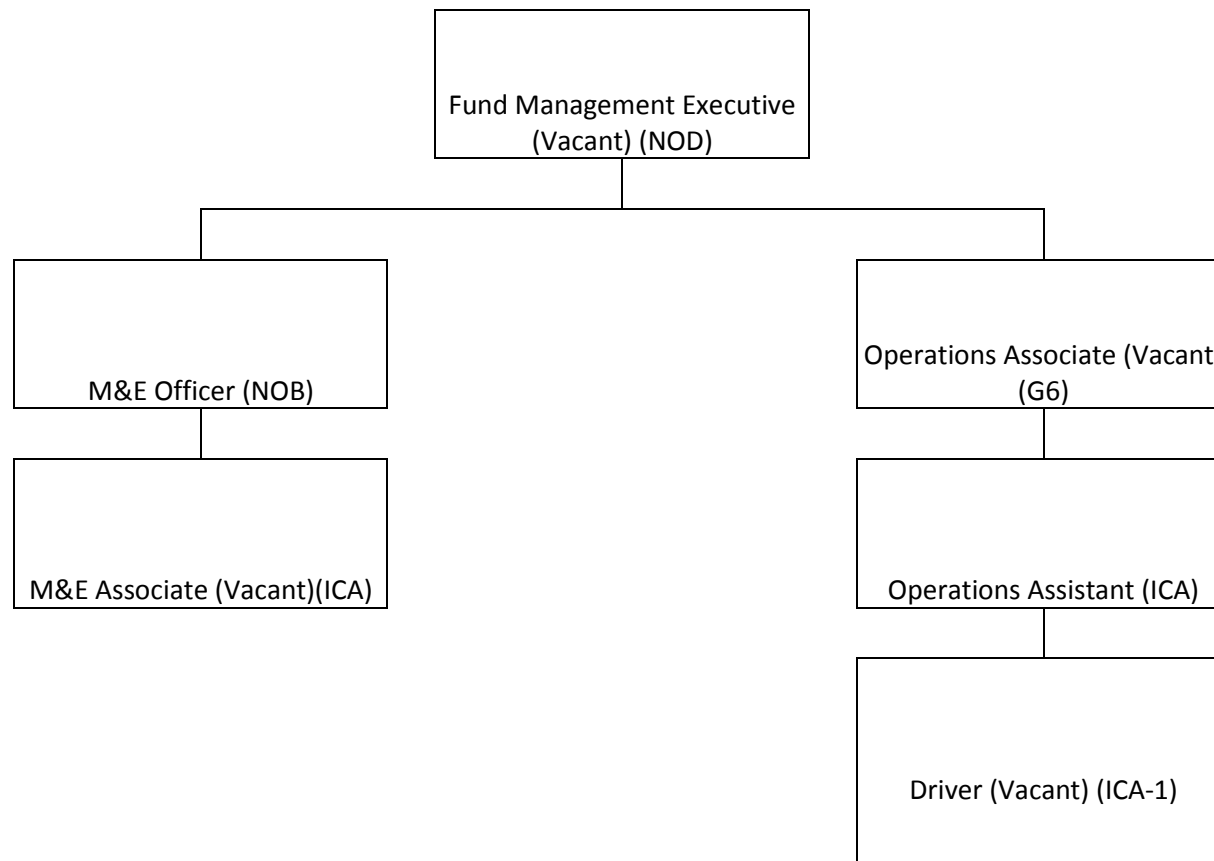 Fund Management Executive
(Vacant) (NOD)
M&E Officer (NOB)
Operations Associate (Vacant
(G6)
M&E Associate (Vacant)(ICA)
Operations Assistant (ICA)
Driver (Vacant) (ICA-1)